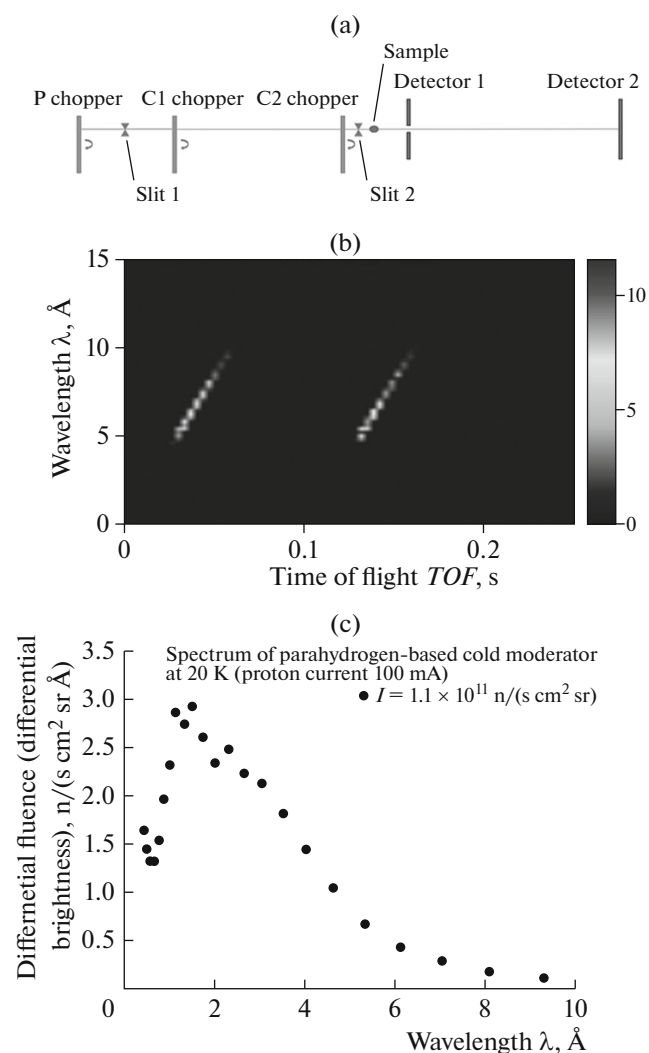 (a)
Sample
P chopper C1 chopper C2 chopper Detector 1 Detector 2
Slit 1 Slit 2
(b)
15
10
5
0
Wavelength λ, Å
0 0.1 0.2
Time of flight TOF, s
10
5
0
(c)
3.5
3.0
2.5
2.0
1.5
1.0
0.5
0 2 4 6 8 10
Differnetial fluence (differential
brightness), n/(s cm² sr Å)
Spectrum of parahydrogen-based cold moderator
at 20 K (proton current 100 mA)
I = 1.1 × 10¹¹ n/(s cm² sr)
Wavelength λ, Å